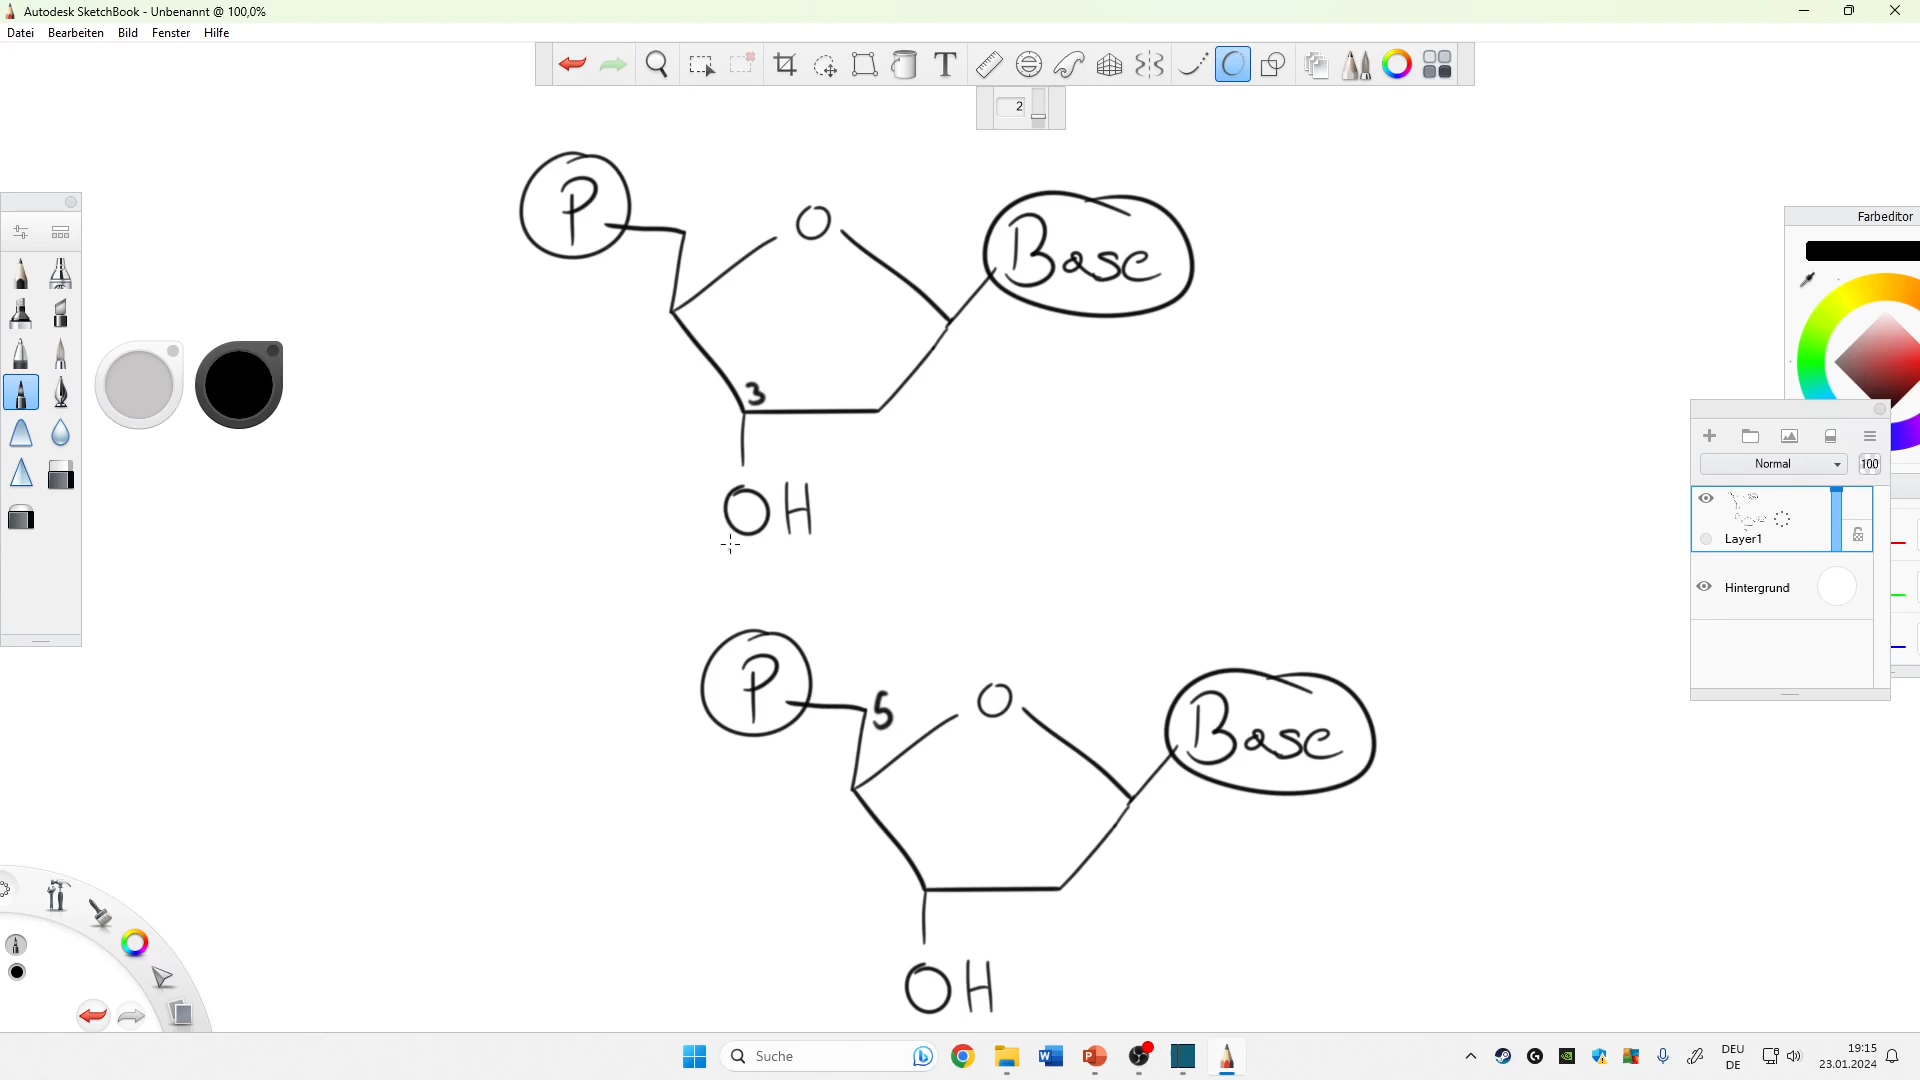 Autodesk SketchBook - Unbenannt @ 100,0%
Datei Bearbeiten Bild Fenster Hilfe
T
2
P
O
Base
3
OH
P
5
O
Base
OH
Farbeditor
Normal
100
Layer1
Hintergrund
Suche
DEU
DE
19:15
23.01.2024